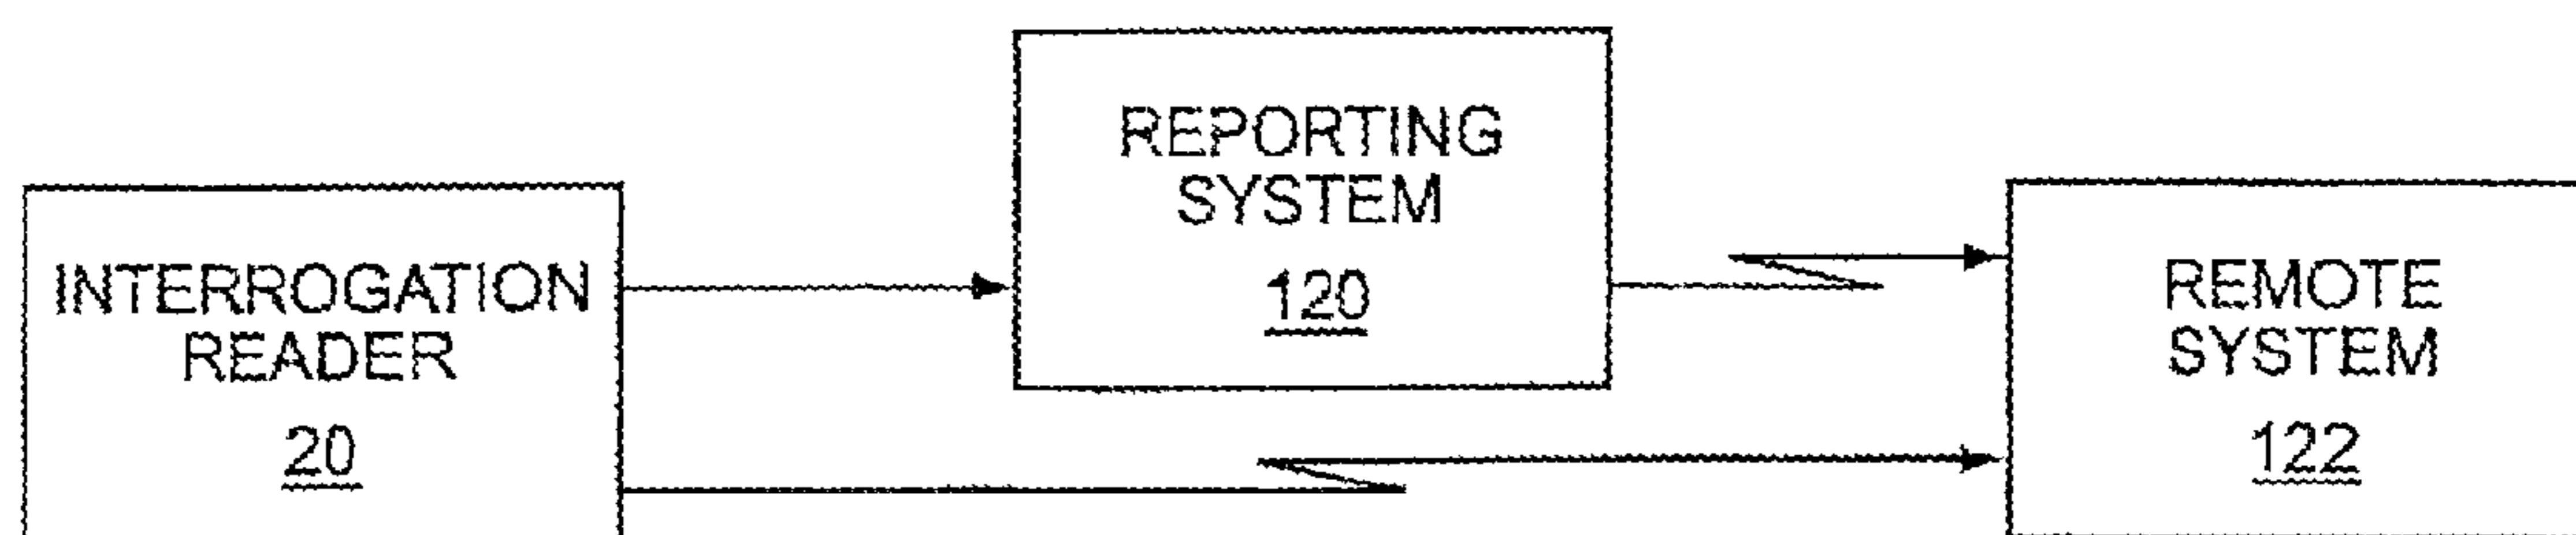 REPORTING
SYSTEM
120
INTERROGATION
READER
20
REMOTE
SYSTEM
122